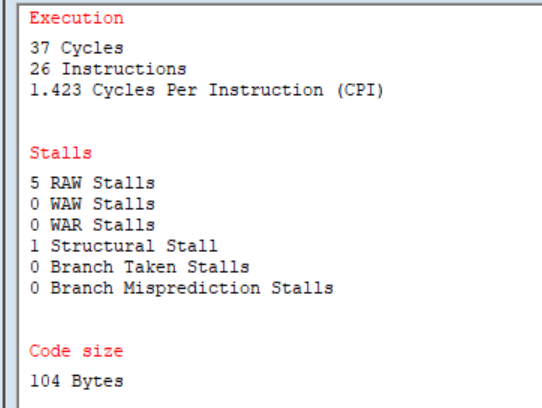 Execution
37 Cycles
26 Instructions
1.423 Cycles Per Instruction (CPI)
Stalls
5 RAW Stalls
0 WAW Stalls
0 WAR Stalls
1 Structural Stall
0 Branch Taken Stalls
0 Branch Misprediction Stalls
Code size
104 Bytes